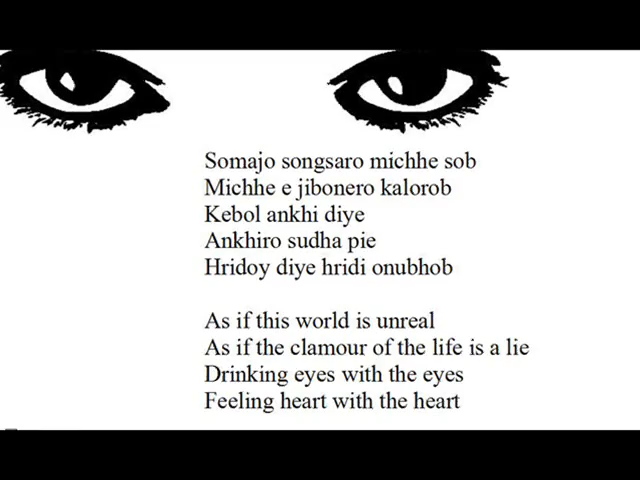 Somajo songsaro michhe sob
Michhe e jibonero kalorob
Kebol ankhi diye
Ankhiro sudha pie
Hridoy diye hridi onubhob
As if this world is unreal
As if the clamour of the life is a lie
Drinking eyes with the eyes
Feeling heart with the heart